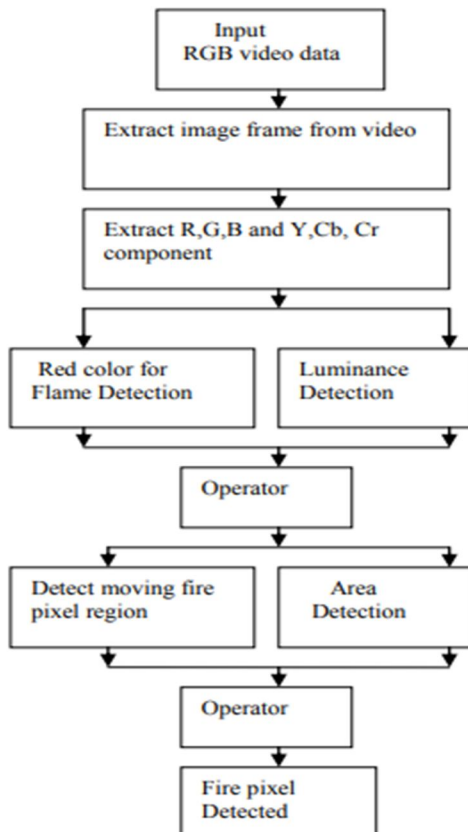 Input
RGB video data
Extract image frame from video
Extract R,G,B and Y,Cb, Cr
component
Red color for
Flame Detection
Luminance
Detection
Operator
Detect moving fire
pixel region
Area
Detection
Operator
Fire pixel
Detected